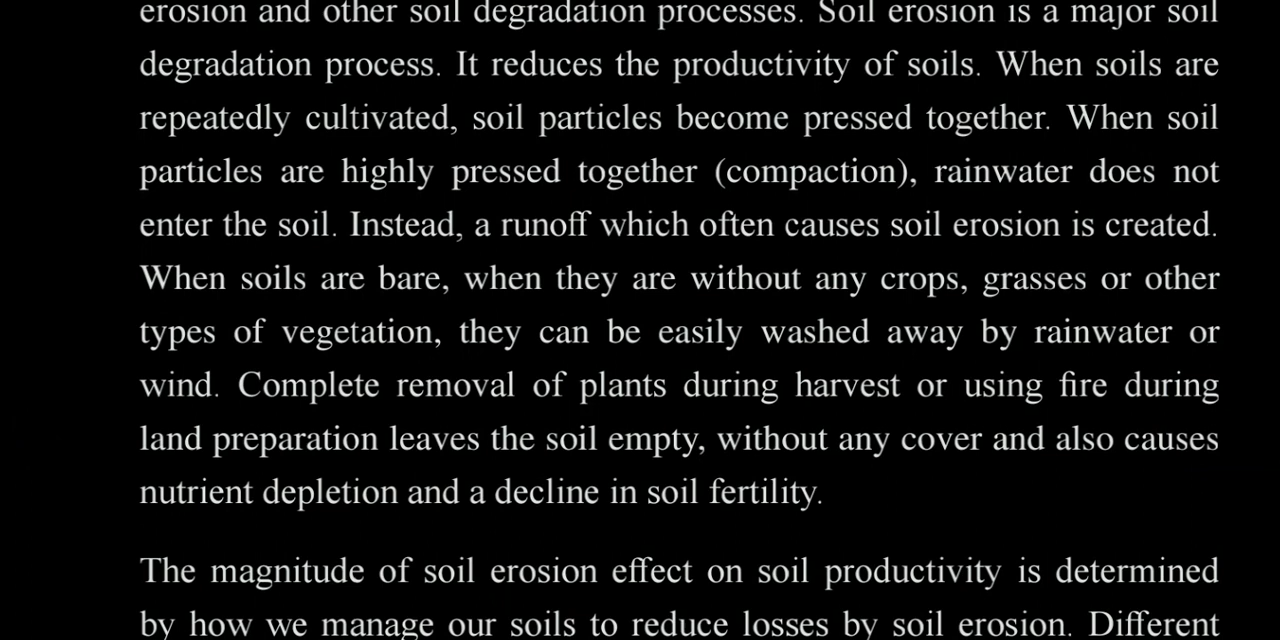 erosion and other soil degradation processes. Soil erosion is a major soil
degradation process. It reduces the productivity of soils. When soils are
repeatedly cultivated, soil particles become pressed together. When soil
particles are highly pressed together (compaction), rainwater does not
enter the soil. Instead, a runoff which often causes soil erosion is created.
When soils are bare, when they are without any crops, grasses or other
types of vegetation, they can be easily washed away by rainwater or
wind. Complete removal of plants during harvest or using fire during
land preparation leaves the soil empty, without any cover and also causes
nutrient depletion and a decline in soil fertility.
The magnitude of soil erosion effect on soil productivity is determined
by how we manage our soils to reduce losses by soil erosion. Different